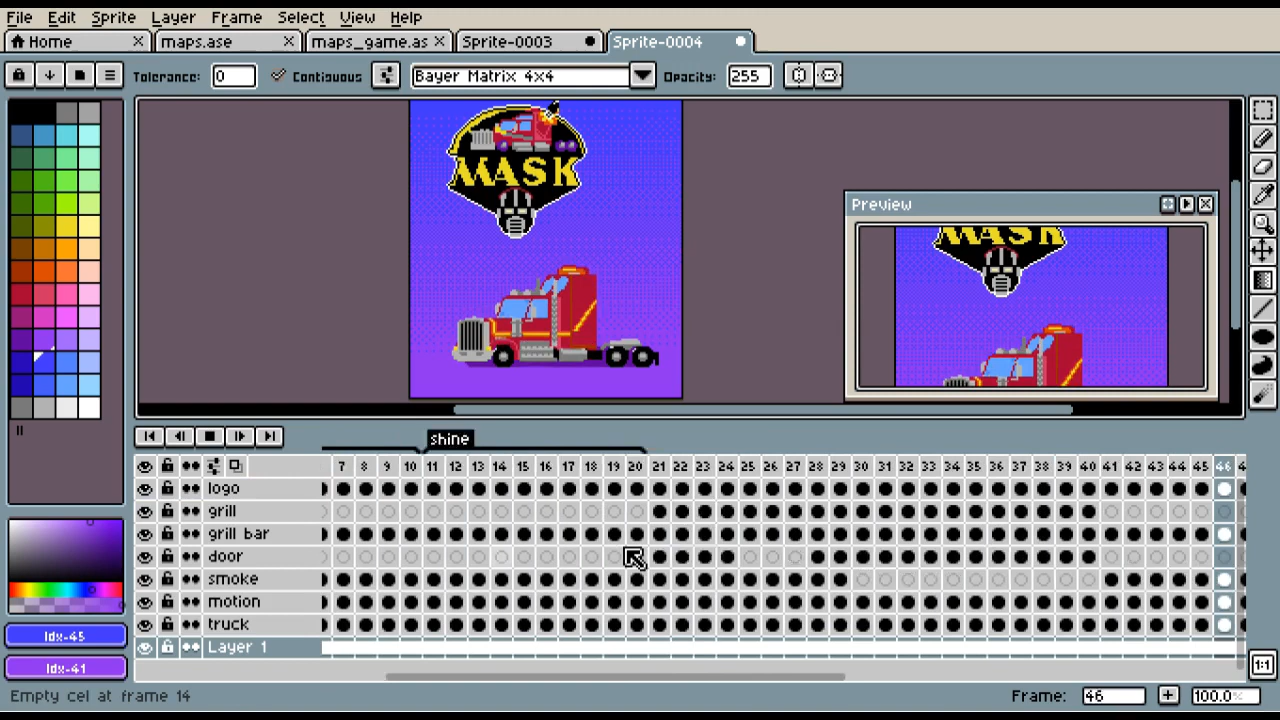 File Edit Sprite Layer Frame Select View Help
Home maps.ase maps_game.as Sprite-0003 Sprite-0004
Tolerance: 0 Contiguous Bayer Matrix 4x4 Opacity: 255
MASK
Preview
MASK
shine
7 8 9 10 11 12 13 14 15 16 17 18 19 20 21 22 23 24 25 26 27 28 29 30 31 32 33 34 35 36 37 38 39 40 41 42 43 44 45 46 4
logo
grill
grill bar
door
smoke
motion
truck
Layer 1
Idx-45
Idx-41
1:1
Empty cel at frame 14 Frame: 46 + 100.0%